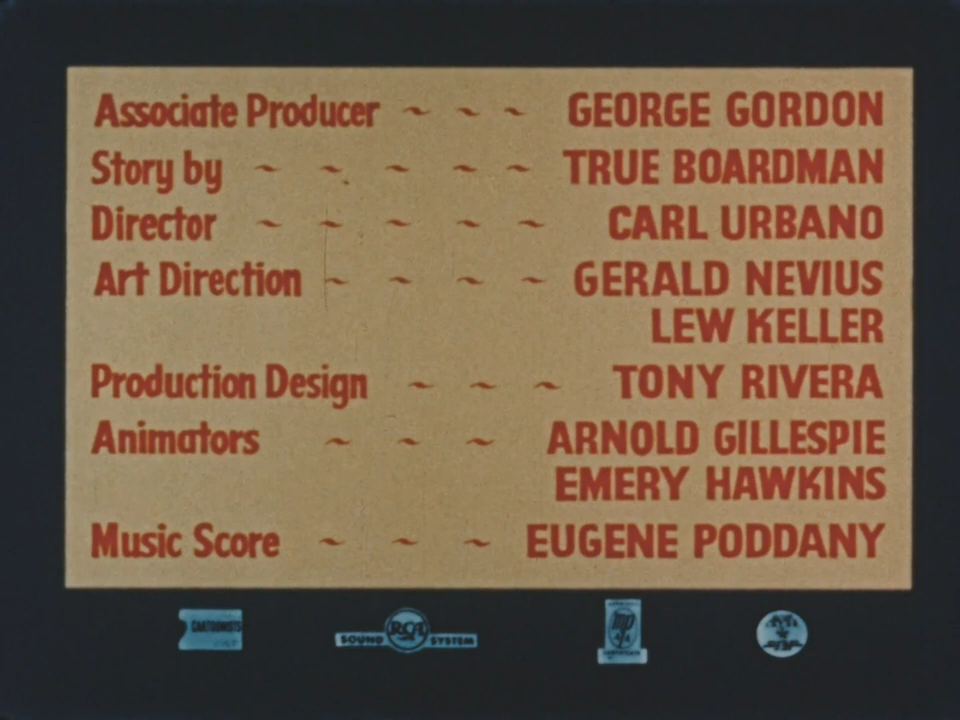 Associate Producer ~ ~ ~ GEORGE GORDON
Story by ~ ~ ~ ~ ~ TRUE BOARDMAN
Director ~ ~ ~ ~ ~ CARL URBANO
Art Direction ~ ~ ~ ~ GERALD NEVIUS
LEW KELLER
Production Design ~ ~ ~ TONY RIVERA
Animators ~ ~ ~ ARNOLD GILLESPIE
EMERY HAWKINS
Music Score ~ ~ ~ EUGENE PODDANY
CARTOONISTS
SOUND RCA SYSTEM
CERTIFICATE